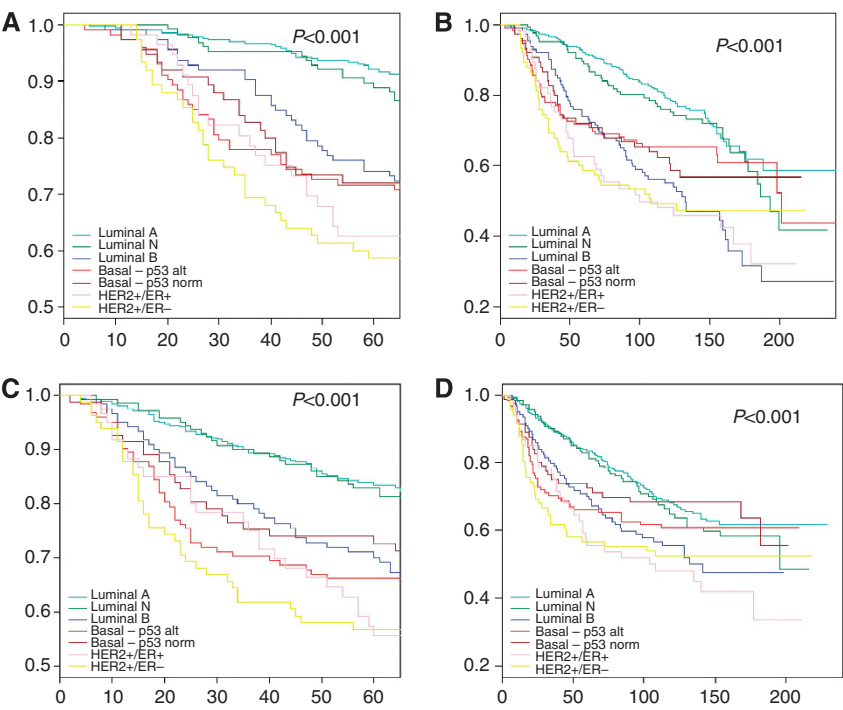 A
P<0.001
1.0
0.9
0.8
0.7
0.6
0.5
Luminal A
Luminal N
Luminal B
Basal – p53 alt
Basal – p53 norm
HER2+/ER+
HER2+/ER–
0 10 20 30 40 50 60
B
P<0.001
1.0
0.8
0.6
0.4
0.2
Luminal A
Luminal N
Luminal B
Basal – p53 alt
Basal – p53 norm
HER2+/ER+
HER2+/ER–
0 50 100 150 200
C
P<0.001
1.0
0.9
0.8
0.7
0.6
0.5
Luminal A
Luminal N
Luminal B
Basal – p53 alt
Basal – p53 norm
HER2+/ER+
HER2+/ER–
0 10 20 30 40 50 60
D
P<0.001
1.0
0.8
0.6
0.4
0.2
Luminal A
Luminal N
Luminal B
Basal – p53 alt
Basal – p53 norm
HER2+/ER+
HER2+/ER–
0 50 100 150 200